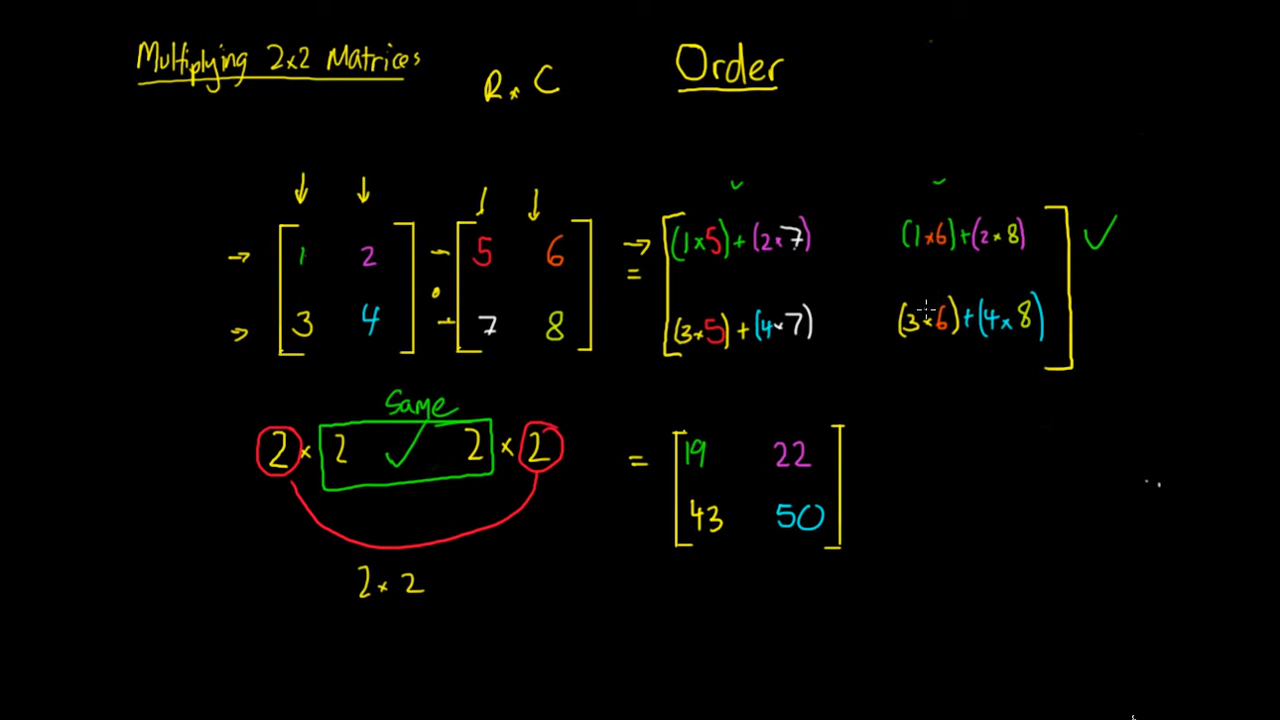 Multiplying 2x2 Matrices
R x C
Order
[1 2] · [5 6] → = [(1x5)+(2x7) (1x6)+(2x8)] ✓
[3 4] [7 8] [(3x5)+(4x7) (3x6)+(4x8)]
Same
2 x 2 ✓ 2 x 2
= [19 22]
[43 50]
2 x 2